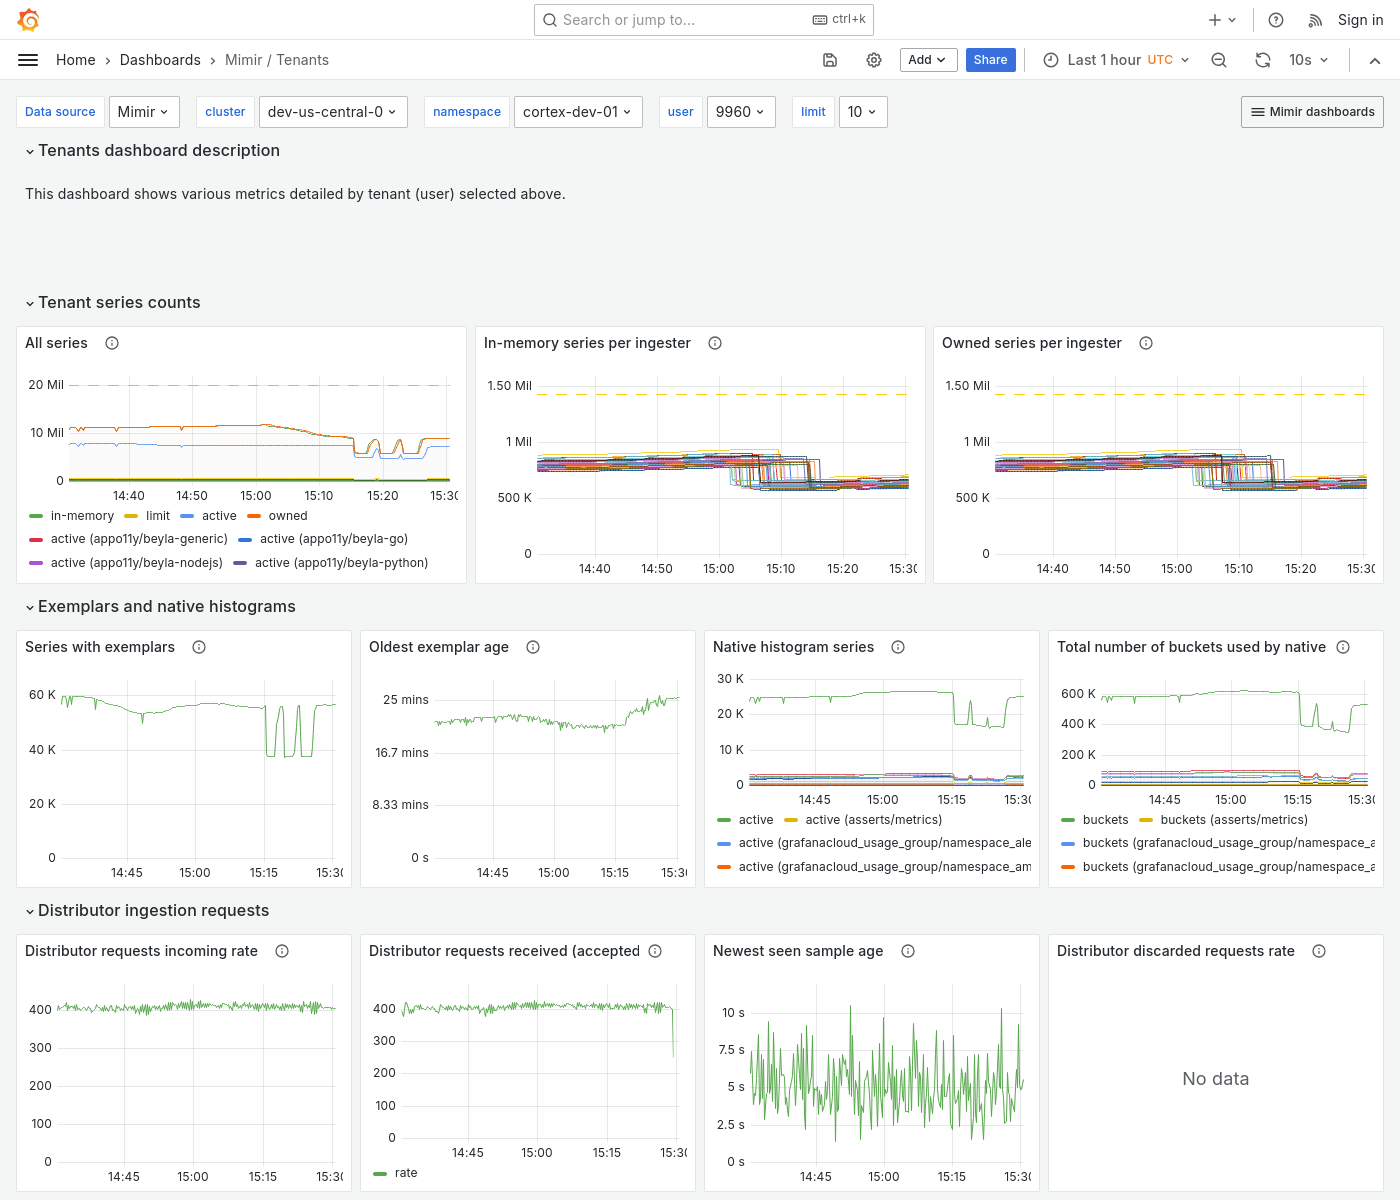 Search or jump to...
ctrl+k
Sign in
Home > Dashboards > Mimir / Tenants
Add
Share
Last 1 hour UTC
10s
Data source Mimir
cluster dev-us-central-0
namespace cortex-dev-01
user 9960
limit 10
Mimir dashboards
Tenants dashboard description
This dashboard shows various metrics detailed by tenant (user) selected above.
Tenant series counts
All series
20 Mil
10 Mil
0
14:40 14:50 15:00 15:10 15:20 15:30
in-memory limit active owned
active (appo11y/beyla-generic) active (appo11y/beyla-go)
active (appo11y/beyla-nodejs) active (appo11y/beyla-python)
In-memory series per ingester
1.50 Mil
1 Mil
500 K
0
14:40 14:50 15:00 15:10 15:20 15:30
Owned series per ingester
1.50 Mil
1 Mil
500 K
0
14:40 14:50 15:00 15:10 15:20 15:30
Exemplars and native histograms
Series with exemplars
60 K
40 K
20 K
0
14:45 15:00 15:15 15:30
Oldest exemplar age
25 mins
16.7 mins
8.33 mins
0 s
14:45 15:00 15:15 15:30
Native histogram series
30 K
20 K
10 K
0
14:45 15:00 15:15 15:30
active active (asserts/metrics)
active (grafanacloud_usage_group/namespace_ale
active (grafanacloud_usage_group/namespace_am
Total number of buckets used by native
600 K
400 K
200 K
0
14:45 15:00 15:15 15:30
buckets buckets (asserts/metrics)
buckets (grafanacloud_usage_group/namespace_a
buckets (grafanacloud_usage_group/namespace_a
Distributor ingestion requests
Distributor requests incoming rate
400
300
200
100
0
14:45 15:00 15:15 15:30
Distributor requests received (accepted
400
300
200
100
0
14:45 15:00 15:15 15:30
rate
Newest seen sample age
10 s
7.5 s
5 s
2.5 s
0 s
14:45 15:00 15:15 15:30
Distributor discarded requests rate
No data